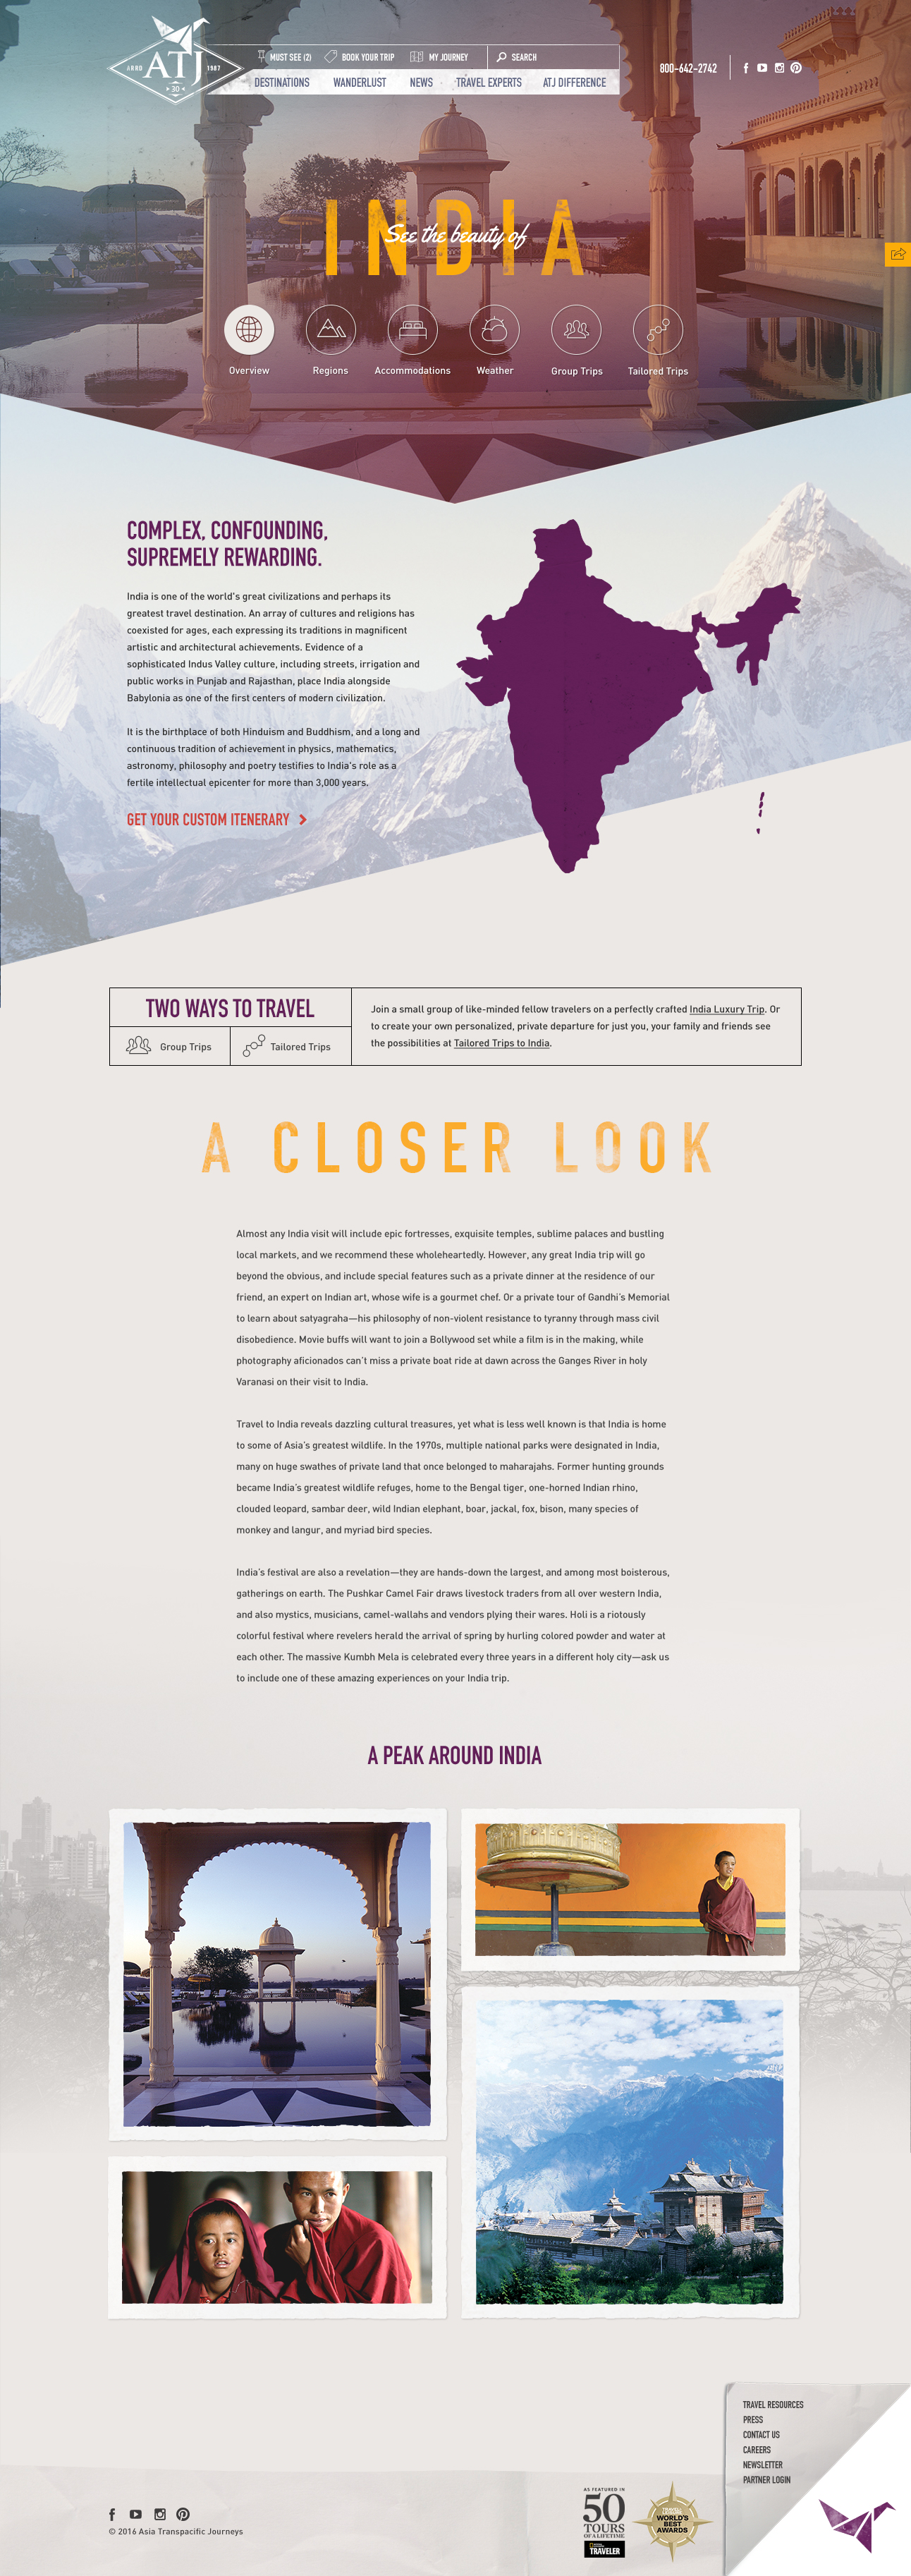 ABRD ATJ 1987
30
MUST SEE (2) BOOK YOUR TRIP MY JOURNEY SEARCH
DESTINATIONS WANDERLUST NEWS TRAVEL EXPERTS ATJ DIFFERENCE
800-642-2742
See the beauty of
INDIA
Overview Regions Accommodations Weather Group Trips Tailored Trips
COMPLEX, CONFOUNDING,
SUPREMELY REWARDING.
India is one of the world's great civilizations and perhaps its
greatest travel destination. An array of cultures and religions has
coexisted for ages, each expressing its traditions in magnificent
artistic and architectural achievements. Evidence of a
sophisticated Indus Valley culture, including streets, irrigation and
public works in Punjab and Rajasthan, place India alongside
Babylonia as one of the first centers of modern civilization.
It is the birthplace of both Hinduism and Buddhism, and a long and
continuous tradition of achievement in physics, mathematics,
astronomy, philosophy and poetry testifies to India's role as a
fertile intellectual epicenter for more than 3,000 years.
GET YOUR CUSTOM ITENERARY
TWO WAYS TO TRAVEL
Group Trips Tailored Trips
Join a small group of like-minded fellow travelers on a perfectly crafted India Luxury Trip. Or
to create your own personalized, private departure for just you, your family and friends see
the possibilities at Tailored Trips to India.
A CLOSER LOOK
Almost any India visit will include epic fortresses, exquisite temples, sublime palaces and bustling
local markets, and we recommend these wholeheartedly. However, any great India trip will go
beyond the obvious, and include special features such as a private dinner at the residence of our
friend, an expert on Indian art, whose wife is a gourmet chef. Or a private tour of Gandhi's Memorial
to learn about satyagraha—his philosophy of non-violent resistance to tyranny through mass civil
disobedience. Movie buffs will want to join a Bollywood set while a film is in the making, while
photography aficionados can't miss a private boat ride at dawn across the Ganges River in holy
Varanasi on their visit to India.
Travel to India reveals dazzling cultural treasures, yet what is less well known is that India is home
to some of Asia's greatest wildlife. In the 1970s, multiple national parks were designated in India,
many on huge swathes of private land that once belonged to maharajahs. Former hunting grounds
became India's greatest wildlife refuges, home to the Bengal tiger, one-horned Indian rhino,
clouded leopard, sambar deer, wild Indian elephant, boar, jackal, fox, bison, many species of
monkey and langur, and myriad bird species.
India's festival are also a revelation—they are hands-down the largest, and among most boisterous,
gatherings on earth. The Pushkar Camel Fair draws livestock traders from all over western India,
and also mystics, musicians, camel-wallahs and vendors plying their wares. Holi is a riotously
colorful festival where revelers herald the arrival of spring by hurling colored powder and water at
each other. The massive Kumbh Mela is celebrated every three years in a different holy city—ask us
to include one of these amazing experiences on your India trip.
A PEAK AROUND INDIA
TRAVEL RESOURCES
PRESS
CONTACT US
CAREERS
NEWSLETTER
PARTNER LOGIN
© 2016 Asia Transpacific Journeys
AS FEATURED IN
50
TOURS
OF A LIFETIME
TRAVELER
WORLD'S
BEST
AWARDS